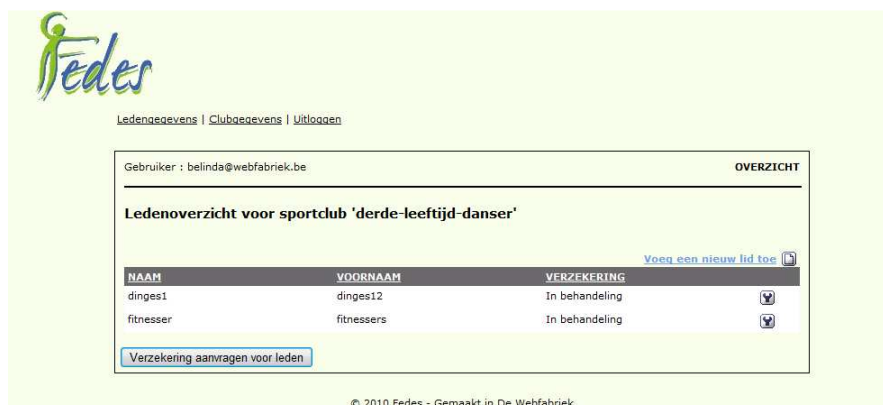 Fedes
Ledengegevens | Clubgegevens | Uitloggen
Gebruiker : belinda@webfabriek.be OVERZICHT
Ledenoverzicht voor sportclub 'derde-leeftijd-danser'
Voeg een nieuw lid toe
NAAM VOORNAAM VERZEKERING
dinges1 dinges12 In behandeling
fitnesser fitnessers In behandeling
Verzekering aanvragen voor leden
© 2010 Fedes - Gemaakt in De Webfabriek